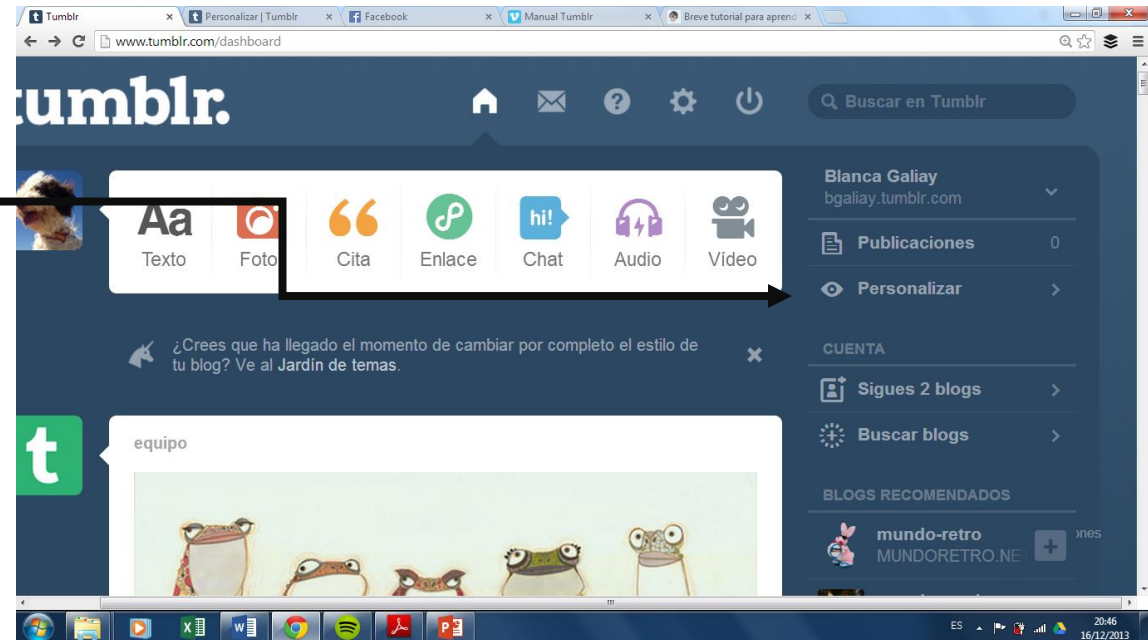 Tumblr
Personalizar | Tumblr
Facebook
Manual Tumblr
Breve tutorial para aprend
www.tumblr.com/dashboard
tumblr.
Buscar en Tumblr
Blanca Galiay
bgaliay.tumblr.com
Aa
hi!
Texto
Foto
Cita
Enlace
Chat
Audio
Vídeo
Publicaciones 0
Personalizar
¿Crees que ha llegado el momento de cambiar por completo el estilo de
tu blog? Ve al Jardín de temas.
CUENTA
Sigues 2 blogs
Buscar blogs
t
equipo
BLOGS RECOMENDADOS
mundo-retro
MUNDORETRO.NE
ones
ES
20:46
16/12/2013